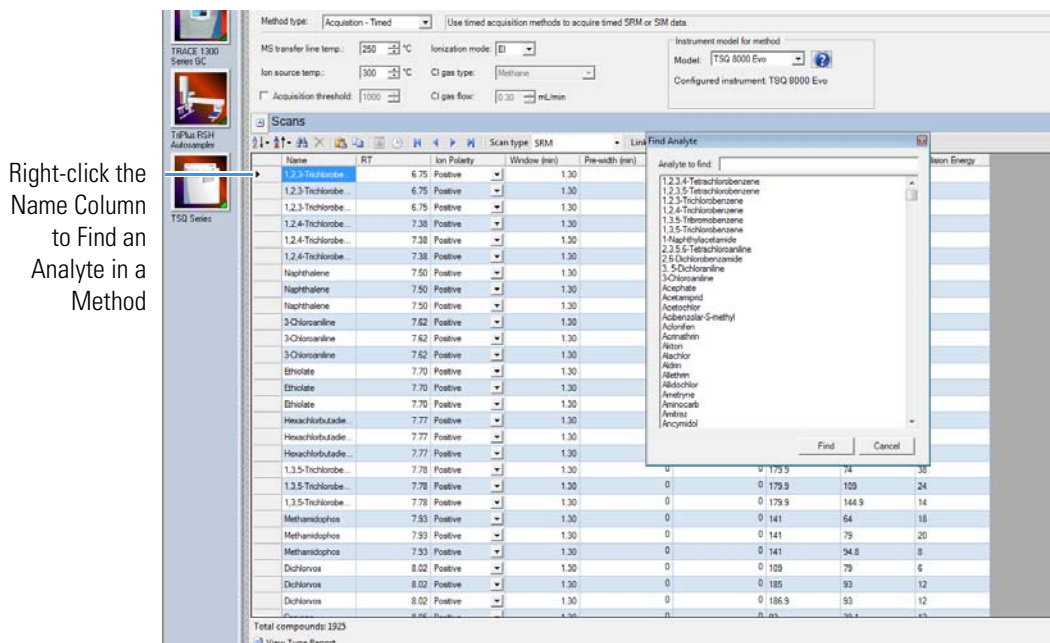 Right-click the
Name Column
to Find an
Analyte in a
Method
TRACE 1300
Series GC
TriPlus RSH
Autosampler
TSQ Series
Method type: Acquisition - Timed Use timed acquisition methods to acquire timed SRM or SIM data.
MS transfer line temp.: 250 °C Ionization mode: EI
Ion source temp.: 300 °C CI gas type: Methane
Acquisition threshold: 1000 CI gas flow: 0.30 mL/min
Instrument model for method
Model: TSQ 8000 Evo
Configured instrument: TSQ 8000 Evo
Scans
Scan type SRM Link
Name RT Ion Polarity Window (min) Pre-width (min) Collision Energy
1,2,3-Trichlorobe... 6.75 Positive 1.30
1,2,3-Trichlorobe... 6.75 Positive 1.30
1,2,3-Trichlorobe... 6.75 Positive 1.30
1,2,4-Trichlorobe... 7.38 Positive 1.30
1,2,4-Trichlorobe... 7.38 Positive 1.30
1,2,4-Trichlorobe... 7.38 Positive 1.30
Naphthalene 7.50 Positive 1.30
Naphthalene 7.50 Positive 1.30
Naphthalene 7.50 Positive 1.30
3-Chloroaniline 7.62 Positive 1.30
3-Chloroaniline 7.62 Positive 1.30
3-Chloroaniline 7.62 Positive 1.30
Ethiolate 7.70 Positive 1.30
Ethiolate 7.70 Positive 1.30
Ethiolate 7.70 Positive 1.30
Hexachlorbutadie... 7.77 Positive 1.30
Hexachlorbutadie... 7.77 Positive 1.30
Hexachlorbutadie... 7.77 Positive 1.30
1,3,5-Trichlorobe... 7.78 Positive 1.30 0 0 179.9 74 38
1,3,5-Trichlorobe... 7.78 Positive 1.30 0 0 179.9 109 24
1,3,5-Trichlorobe... 7.78 Positive 1.30 0 0 179.9 144.9 14
Methamidophos 7.93 Positive 1.30 0 0 141 64 18
Methamidophos 7.93 Positive 1.30 0 0 141 79 20
Methamidophos 7.93 Positive 1.30 0 0 141 94.8 8
Dichlorvos 8.02 Positive 1.30 0 0 109 79 6
Dichlorvos 8.02 Positive 1.30 0 0 185 93 12
Dichlorvos 8.02 Positive 1.30 0 0 186.9 93 12
Find Analyte
Analyte to find:
1,2,3,4-Tetrachlorobenzene
1,2,3,5-Tetrachlorobenzene
1,2,3-Trichlorobenzene
1,2,4-Trichlorobenzene
1,3,5-Tribromobenzene
1,3,5-Trichlorobenzene
1-Naphthylacetamide
2,3,5,6-Tetrachloroaniline
2,6-Dichlorobenzamide
3, 5-Dichloraniline
3-Chloroaniline
Acephate
Acetamiprid
Acetochlor
Acibenzolar-S-methyl
Aclonifen
Acrinathrin
Akton
Alachlor
Aldrin
Allethrin
Allidochlor
Ametryne
Aminocarb
Amitraz
Ancymidol
Find Cancel
Total compounds: 1925
View Tune Report